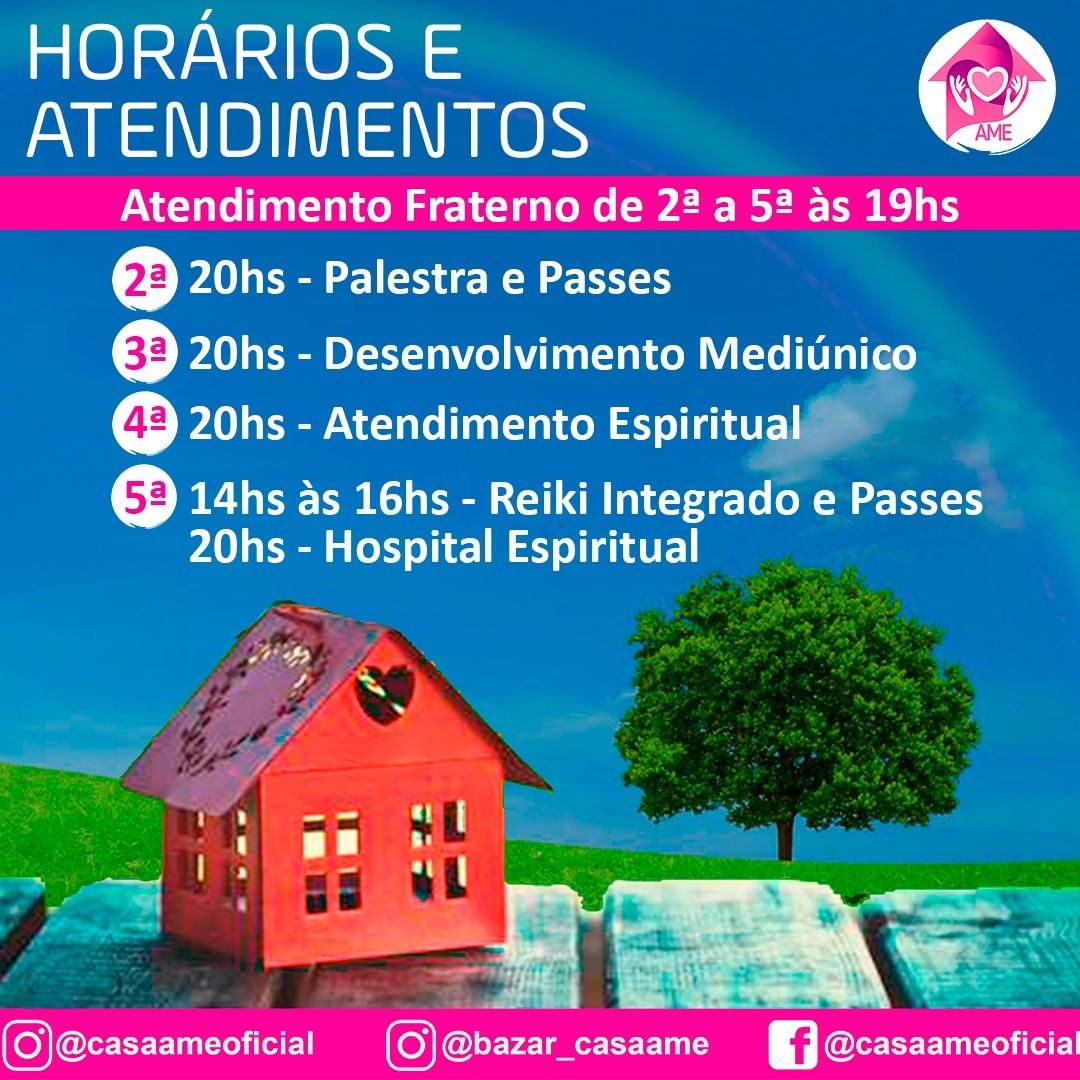 HORÁRIOS E
ATENDIMENTOS
AME
Atendimento Fraterno de 2ª a 5ª às 19hs
2ª 20hs - Palestra e Passes
3ª 20hs - Desenvolvimento Mediúnico
4ª 20hs - Atendimento Espiritual
5ª 14hs às 16hs - Reiki Integrado e Passes
20hs - Hospital Espiritual
@casaameoficial @bazar_casaame @casaameoficial